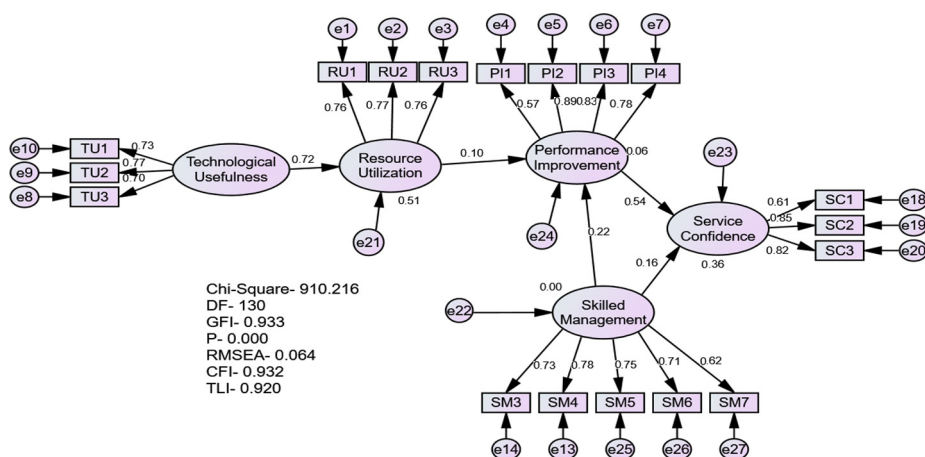 e1 e2 e3 e4 e5 e6 e7
RU1 RU2 RU3 PI1 PI2 PI3 PI4
0.76 0.77 0.76 0.57 0.89 0.83 0.78
e10 TU1 0.73
e9 TU2 0.77
e8 TU3 0.70
Technological
Usefulness
0.72
Resource
Utilization
0.51
e21
0.10
Performance
Improvement
0.06
e24
0.54
e23
Service
Confidence
0.36
0.61 SC1 e18
0.85 SC2 e19
0.82 SC3 e20
0.22
0.16
0.00
e22
Skilled
Management
Chi-Square- 910.216
DF- 130
GFI- 0.933
P- 0.000
RMSEA- 0.064
CFI- 0.932
TLI- 0.920
0.73 0.78 0.75 0.71 0.62
SM3 SM4 SM5 SM6 SM7
e14 e13 e25 e26 e27